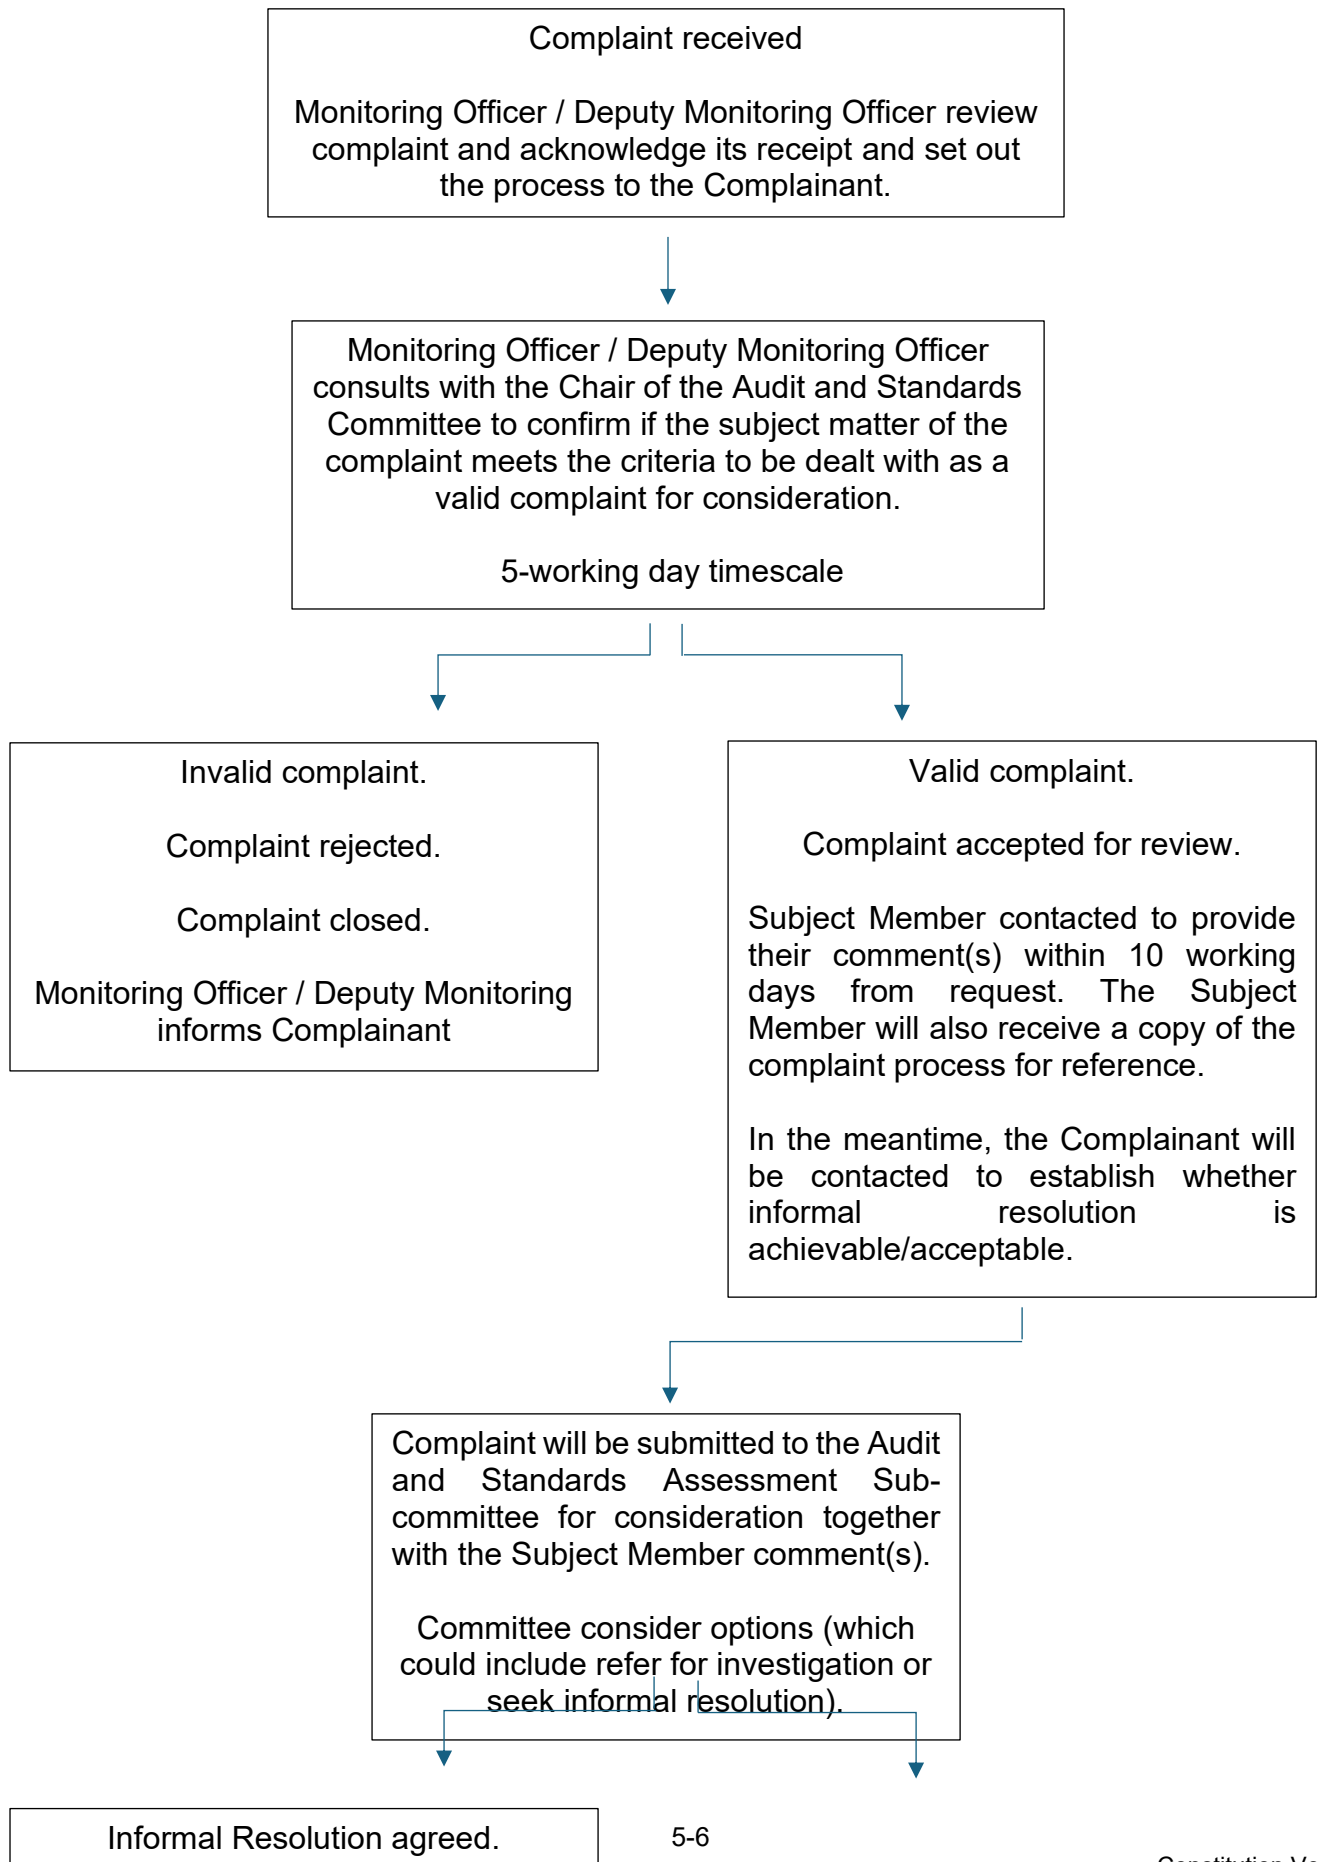 Complaint received
Monitoring Officer / Deputy Monitoring Officer review
complaint and acknowledge its receipt and set out
the process to the Complainant.
Monitoring Officer / Deputy Monitoring Officer
consults with the Chair of the Audit and Standards
Committee to confirm if the subject matter of the
complaint meets the criteria to be dealt with as a
valid complaint for consideration.
5-working day timescale
Invalid complaint.
Complaint rejected.
Complaint closed.
Monitoring Officer / Deputy Monitoring
informs Complainant
Valid complaint.
Complaint accepted for review.
Subject Member contacted to provide
their comment(s) within 10 working
days from request. The Subject
Member will also receive a copy of the
complaint process for reference.
In the meantime, the Complainant will
be contacted to establish whether
informal resolution is
achievable/acceptable.
Complaint will be submitted to the Audit
and Standards Assessment Sub-
committee for consideration together
with the Subject Member comment(s).
Committee consider options (which
could include refer for investigation or
seek informal resolution).
Informal Resolution agreed.
5-6
Constitution